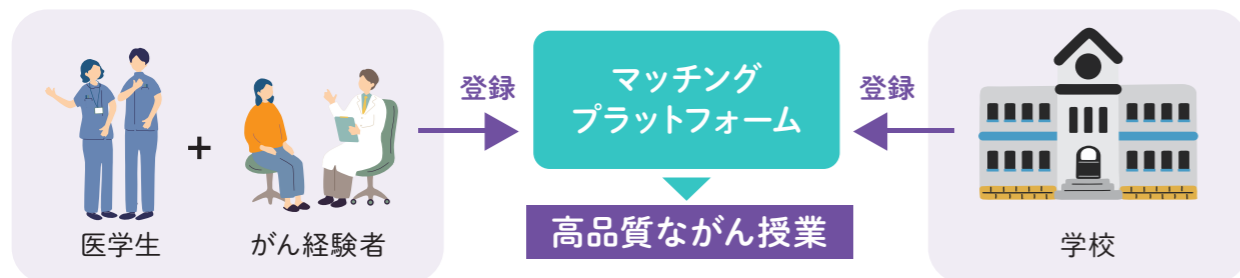 医学生
+
がん経験者
登録
マッチング
プラットフォーム
高品質ながん授業
登録
学校